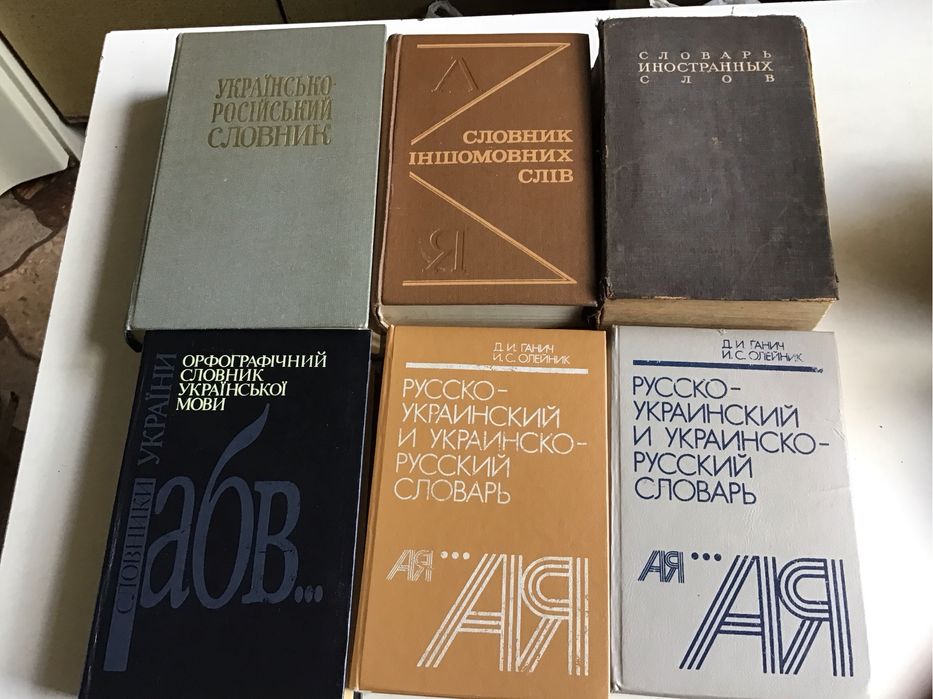 УКРАЇНСЬКО-
РОСІЙСЬКИЙ
СЛОВНИК
А
СЛОВНИК
ІНШОМОВНИХ
СЛІВ
Я
СЛОВАРЬ
ИНОСТРАННЫХ
СЛОВ
ОРФОГРАФІЧНИЙ
СЛОВНИК
УКРАЇНСЬКОЇ
МОВИ
СЛОВНИКИ УКРАЇНИ
абв...
Д. И. ГАНИЧ
И. С. ОЛЕЙНИК
РУССКО-
УКРАИНСКИЙ
И УКРАИНСКО-
РУССКИЙ
СЛОВАРЬ
АЯ...АЯ
Д. И. ГАНИЧ
И. С. ОЛЕЙНИК
РУССКО-
УКРАИНСКИЙ
И УКРАИНСКО-
РУССКИЙ
СЛОВАРЬ
АЯ...АЯ